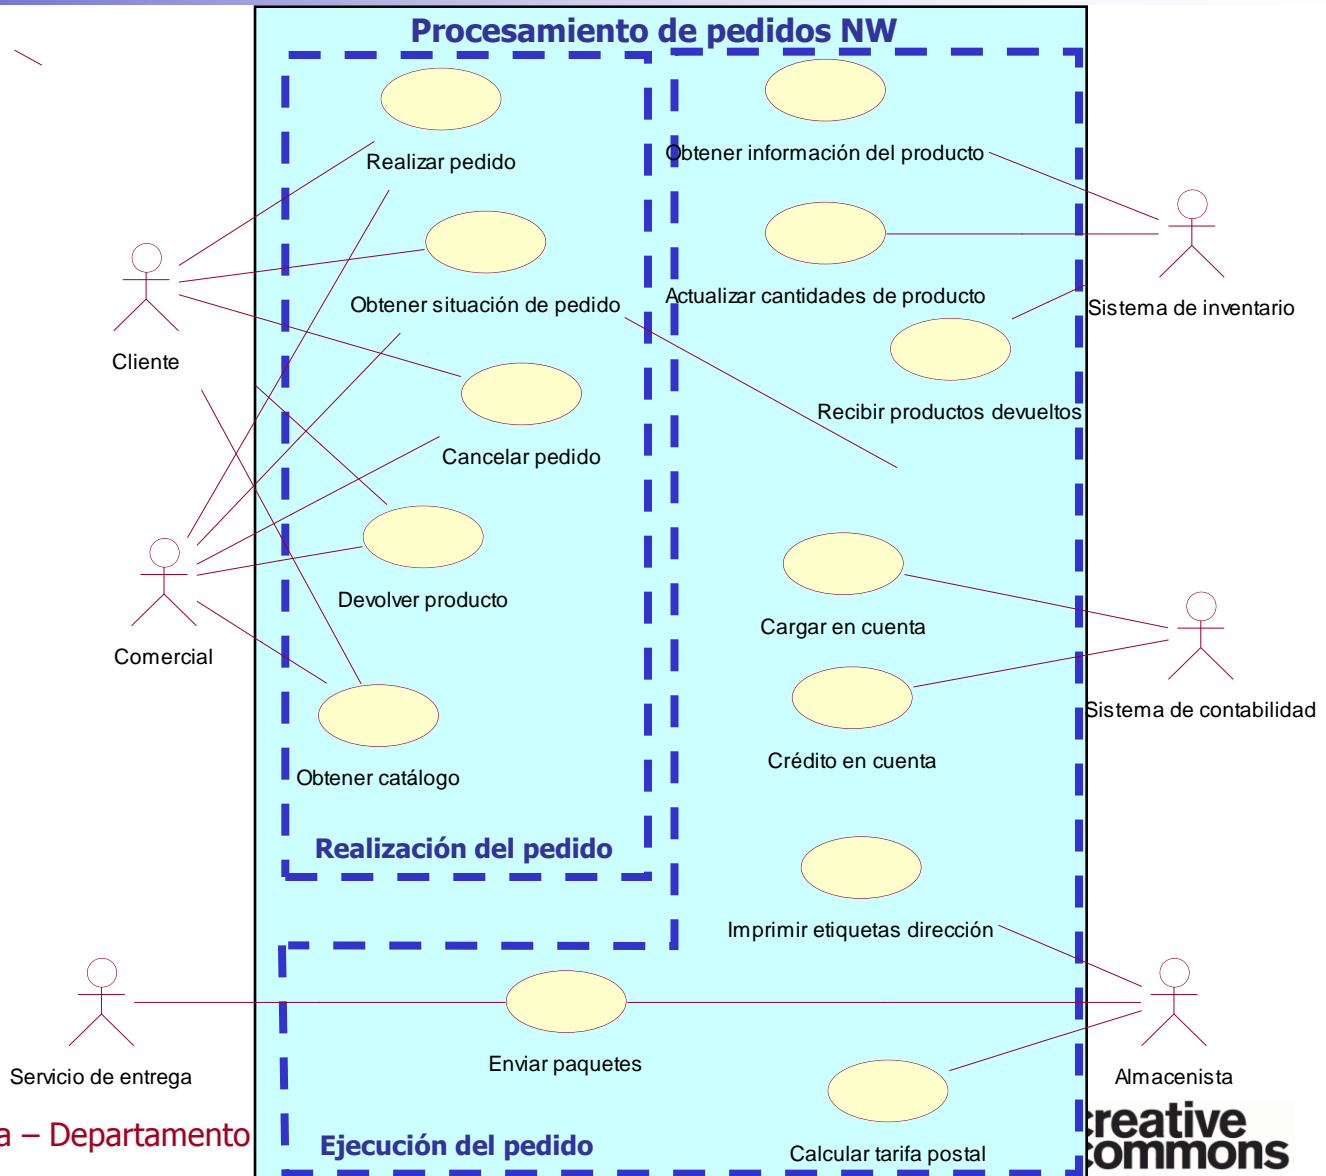 Procesamiento de pedidos NW
Realizar pedido
Obtener información del producto
Obtener situación de pedido
Actualizar cantidades de producto
Sistema de inventario
Cliente
Recibir productos devueltos
Cancelar pedido
Devolver producto
Cargar en cuenta
Comercial
Sistema de contabilidad
Obtener catálogo
Crédito en cuenta
Realización del pedido
Imprimir etiquetas dirección
Enviar paquetes
Servicio de entrega
Almacenista
a – Departamento
Ejecución del pedido
Calcular tarifa postal
creative
commons